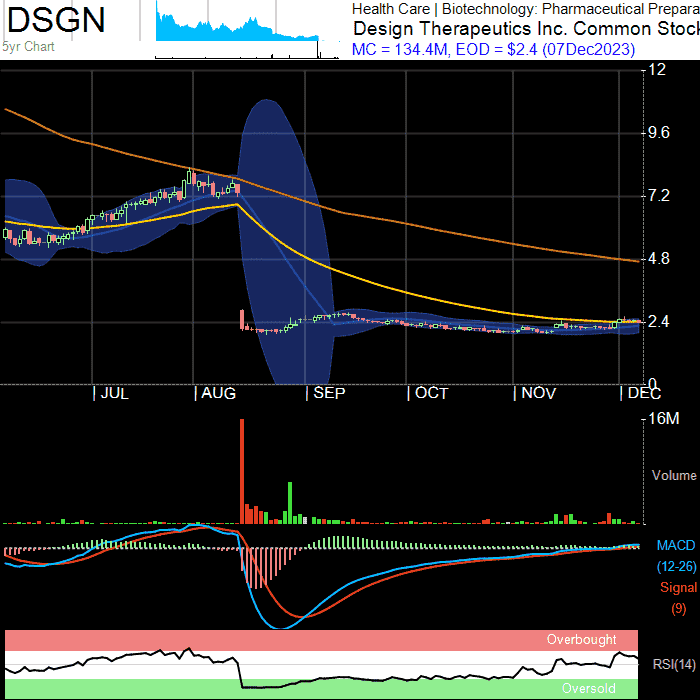 DSGN
5yr Chart
Health Care | Biotechnology: Pharmaceutical Prepara
Design Therapeutics Inc. Common Stock
MC = 134.4M, EOD = $2.4 (07Dec2023)
12
9.6
7.2
4.8
2.4
0
| JUL | AUG | SEP | OCT | NOV | DEC
16M
Volume
MACD
(12-26)
Signal
(9)
Overbought
RSI(14)
Oversold